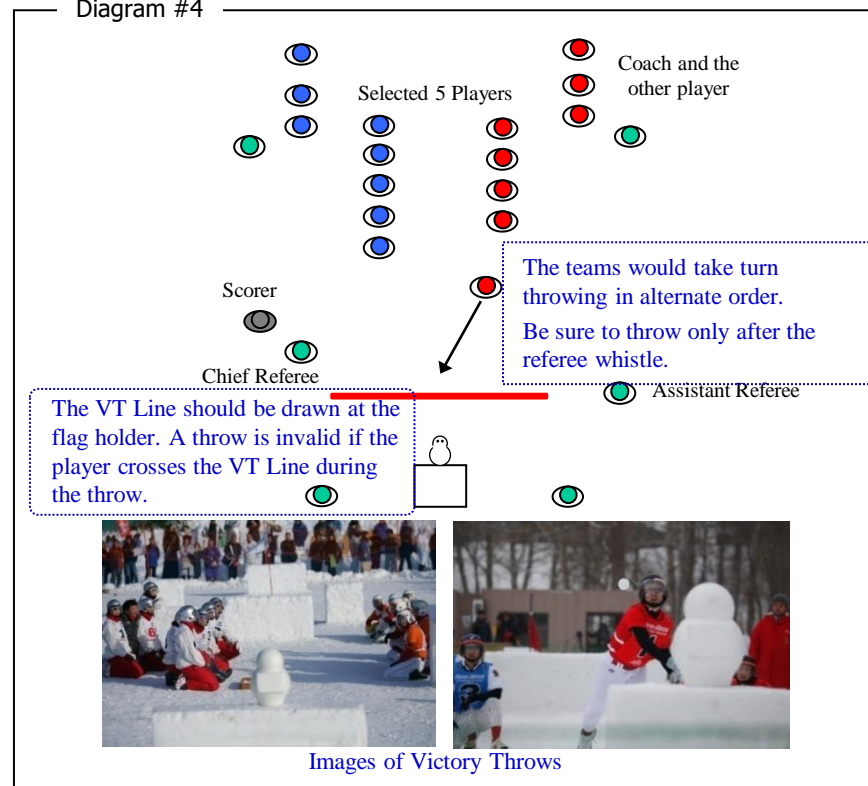 Diagram #4
Coach and the
other player
Selected 5 Players
The teams would take turn
throwing in alternate order.
Be sure to throw only after the
referee whistle.
Scorer
Chief Referee
Assistant Referee
The VT Line should be drawn at the
flag holder. A throw is invalid if the
player crosses the VT Line during
the throw.
Images of Victory Throws